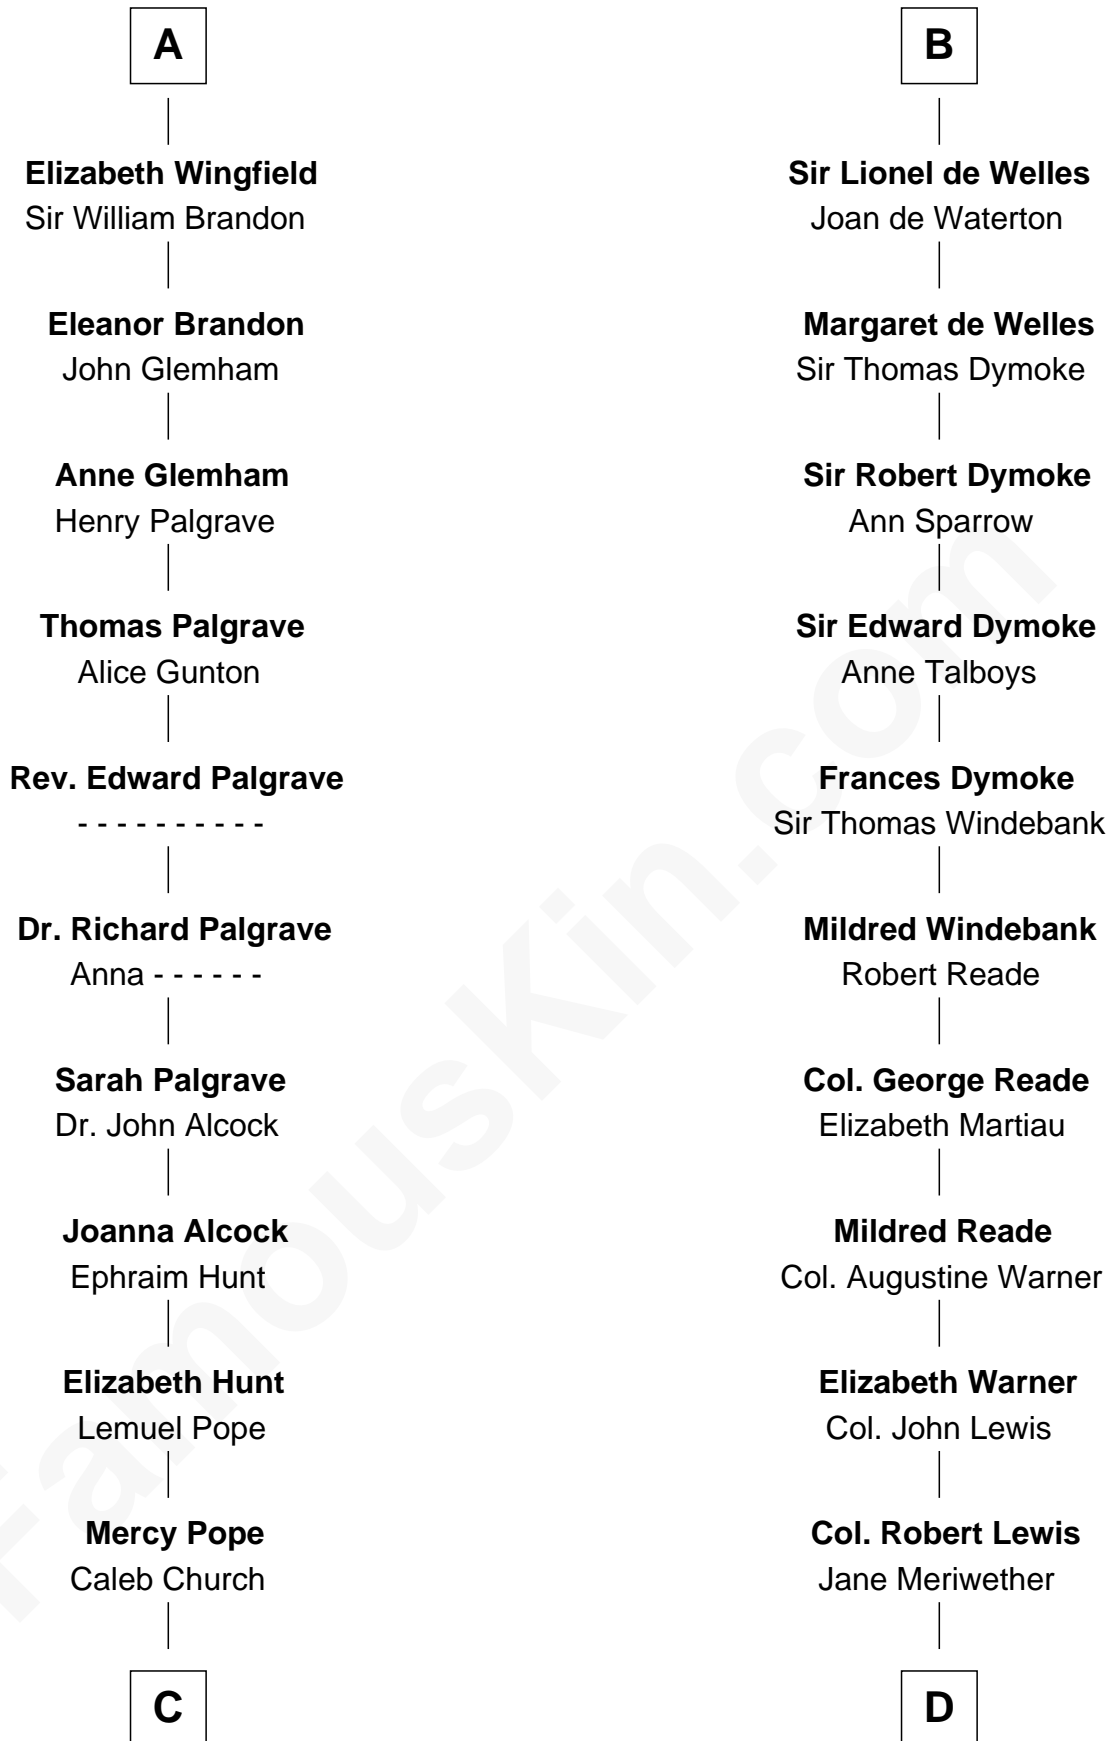 A
Elizabeth Wingfield
Sir William Brandon
Eleanor Brandon
John Glemham
Anne Glemham
Henry Palgrave
Thomas Palgrave
Alice Gunton
Rev. Edward Palgrave
- - - - - - - - - -
Dr. Richard Palgrave
Anna - - - - - -
Sarah Palgrave
Dr. John Alcock
Joanna Alcock
Ephraim Hunt
Elizabeth Hunt
Lemuel Pope
Mercy Pope
Caleb Church
C
B
Sir Lionel de Welles
Joan de Waterton
Margaret de Welles
Sir Thomas Dymoke
Sir Robert Dymoke
Ann Sparrow
Sir Edward Dymoke
Anne Talboys
Frances Dymoke
Sir Thomas Windebank
Mildred Windebank
Robert Reade
Col. George Reade
Elizabeth Martiau
Mildred Reade
Col. Augustine Warner
Elizabeth Warner
Col. John Lewis
Col. Robert Lewis
Jane Meriwether
D
FamousKin.com